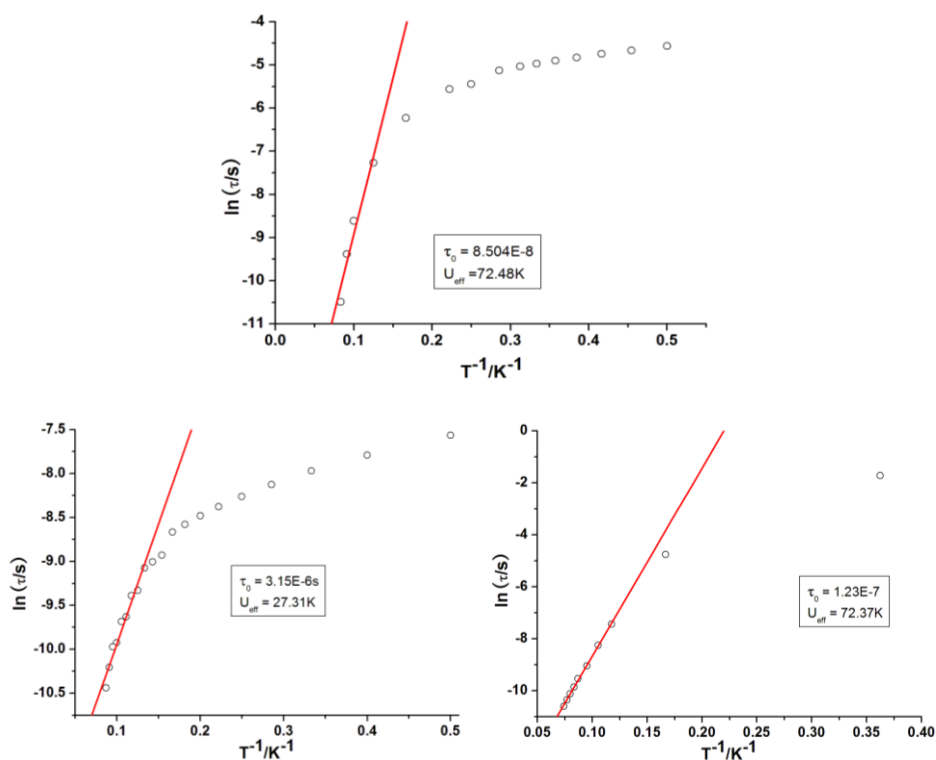 -4
-5
-6
-7
-8
-9
-10
-11
ln (τ/s)
τ₀ = 8.504E-8
U_eff =72.48K
0.0 0.1 0.2 0.3 0.4 0.5
T⁻¹/K⁻¹
-7.5
-8.0
-8.5
-9.0
-9.5
-10.0
-10.5
ln (τ/s)
τ₀ = 3.15E-6s
U_eff = 27.31K
0.1 0.2 0.3 0.4 0.5
T⁻¹/K⁻¹
0
-2
-4
-6
-8
-10
ln (τ/s)
τ₀ = 1.23E-7
U_eff = 72.37K
0.05 0.10 0.15 0.20 0.25 0.30 0.35 0.40
T⁻¹/K⁻¹